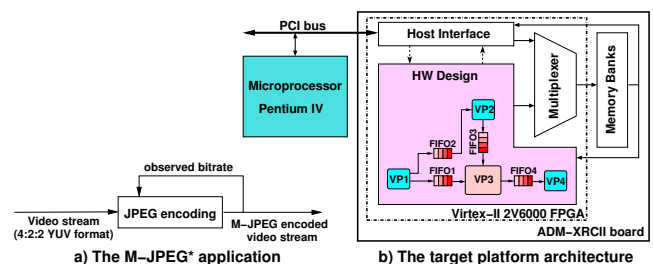 PCI bus
Host Interface
Microprocessor
Pentium IV
HW Design
Multiplexer
Memory Banks
VP2
FIFO2
FIFO3
VP1
FIFO1
VP3
FIFO4
VP4
Virtex−II 2V6000 FPGA
ADM−XRCII board
observed bitrate
JPEG encoding
Video stream
(4:2:2 YUV format)
M−JPEG encoded
video stream
a) The M−JPEG* application
b) The target platform architecture